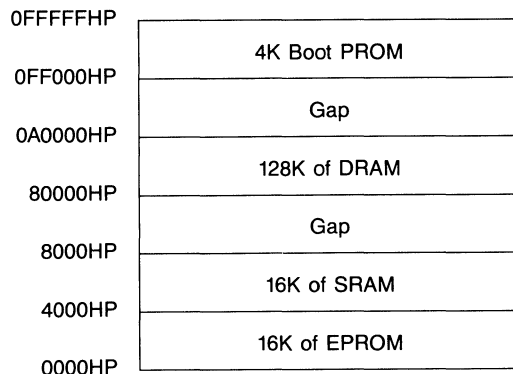 0FFFFFHP
4K Boot PROM
0FF000HP
Gap
0A0000HP
128K of DRAM
80000HP
Gap
8000HP
16K of SRAM
4000HP
16K of EPROM
0000HP